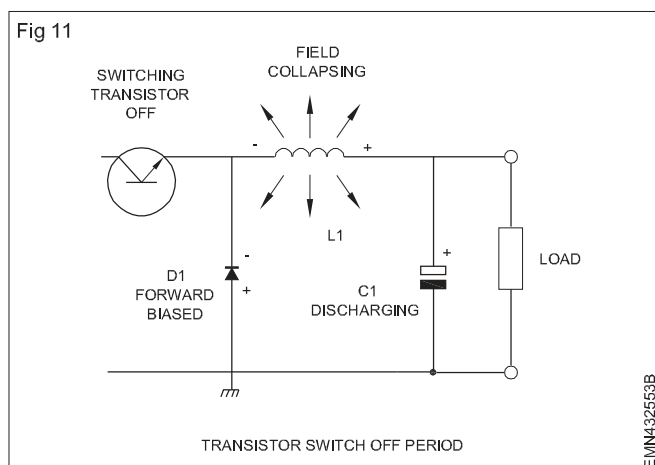 Fig 11
FIELD
COLLAPSING
SWITCHING
TRANSISTOR
OFF
-
+
L1
D1
FORWARD
BIASED
-
+
C1
DISCHARGING
+
LOAD
TRANSISTOR SWITCH OFF PERIOD
EMN432553B